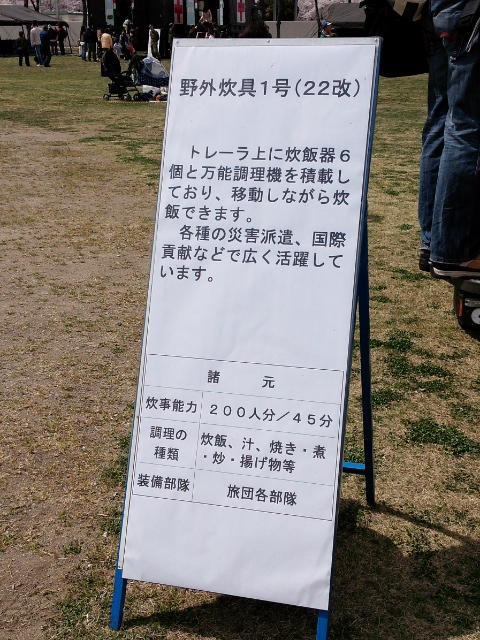 野外炊具1号(22改)
トレーラ上に炊飯器6
個と万能調理機を積載し
ており、移動しながら炊
飯できます。
各種の災害派遣、国際
貢献などで広く活躍して
います。
諸 元
炊事能力 200人分/45分
調理の
種類
炊飯、汁、焼き・煮
・炒・揚げ物等
装備部隊 旅団各部隊